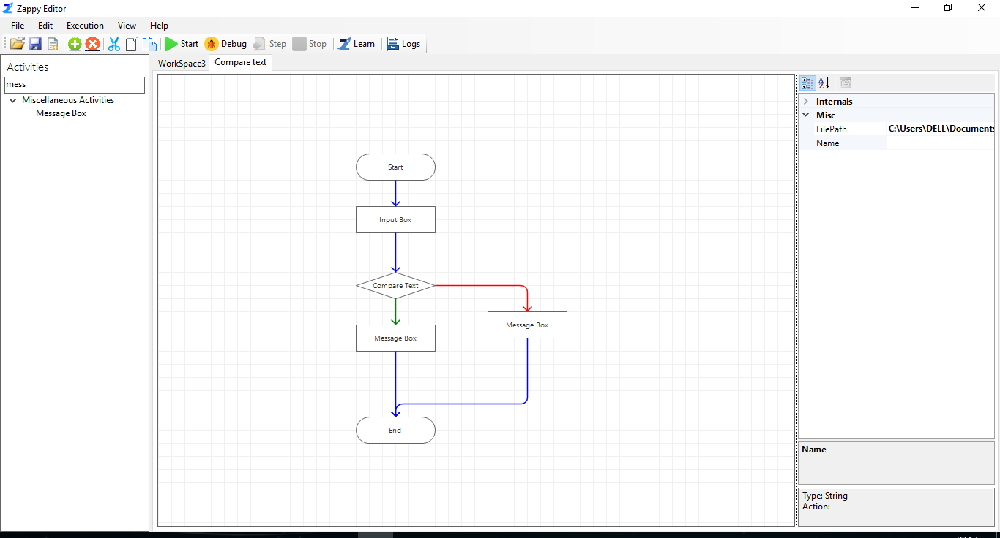 Zappy Editor
File Edit Execution View Help
Start Debug Step Stop Learn Logs
Activities
mess
Miscellaneous Activities
Message Box
WorkSpace3 Compare text
Start
Input Box
Compare Text
Message Box
Message Box
End
Internals
Misc
FilePath C:\Users\DELL\Documents
Name
Name
Type: String
Action: